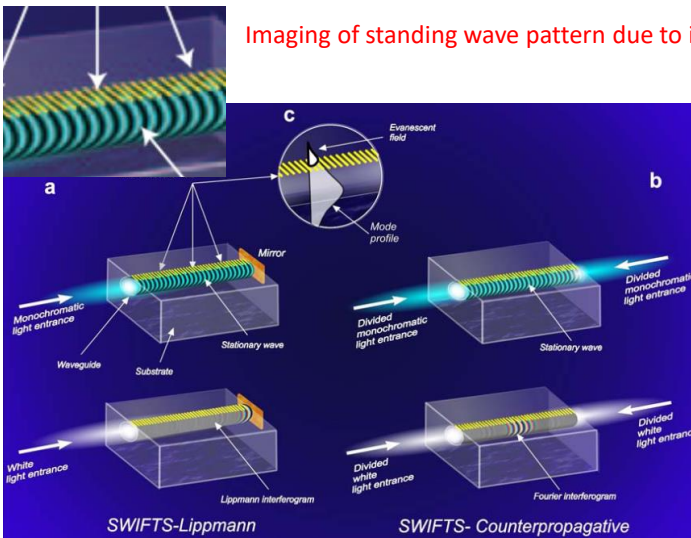 Imaging of standing wave pattern due to i
c
Evanescent
field
a
b
Mode
profile
Mirror
Monochromatic
light entrance
Waveguide
Substrate
Stationary wave
Divided
monochromatic
light entrance
Divided
monochromatic
light entrance
Stationary wave
White
light entrance
Lippmann interferogram
Divided
white
light entrance
Divided
white
light entran
Fourier interferogram
SWIFTS-Lippmann
SWIFTS- Counterpropagative